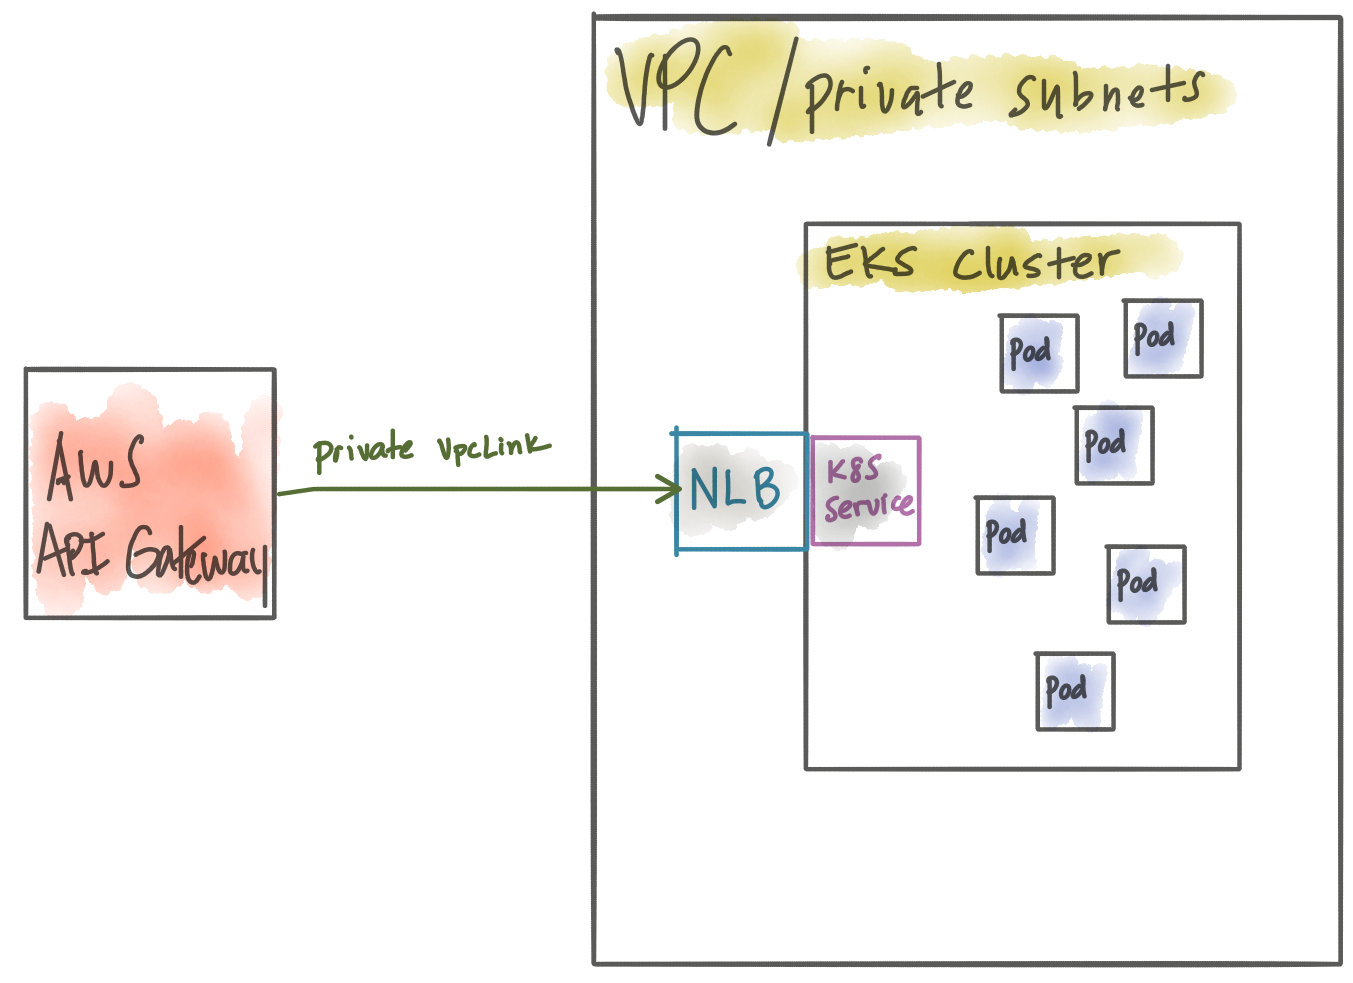 VPC/private subnets
EKS Cluster
Pod
Pod
Pod
AWS
API Gateway
private VpcLink
NLB
K8S
Service
Pod
Pod
Pod